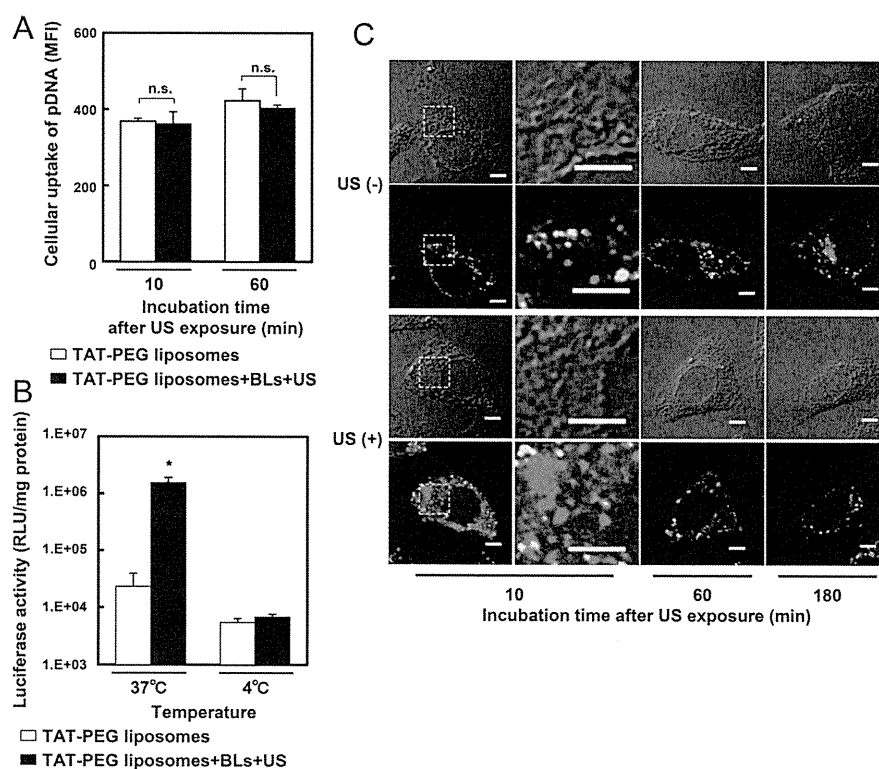 A
600
400
200
0
n.s.
n.s.
Cellular uptake of pDNA (MFI)
10
60
Incubation time
after US exposure (min)
TAT-PEG liposomes
TAT-PEG liposomes+BLs+US
B
1.E+07
1.E+06
1.E+05
1.E+04
1.E+03
*
Luciferase activity (RLU/mg protein)
37℃
4℃
Temperature
TAT-PEG liposomes
TAT-PEG liposomes+BLs+US
C
US (-)
US (+)
10
60
180
Incubation time after US exposure (min)